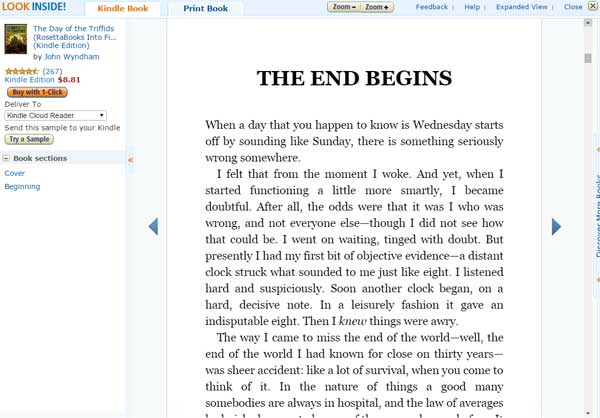 LOOK INSIDE!
Kindle Book
Print Book
Zoom –
Zoom +
Feedback | Help | Expanded View | Close
The Day of the Triffids
(RosettaBooks Into Fi...
(Kindle Edition)
by John Wyndham
(267)
Kindle Edition $8.81
Buy with 1-Click
Deliver To
Kindle Cloud Reader
Send this sample to your Kindle
Try a Sample
Book sections
Cover
Beginning
THE END BEGINS
When a day that you happen to know is Wednesday starts
off by sounding like Sunday, there is something seriously
wrong somewhere.
I felt that from the moment I woke. And yet, when I
started functioning a little more smartly, I became
doubtful. After all, the odds were that it was I who was
wrong, and not everyone else—though I did not see how
that could be. I went on waiting, tinged with doubt. But
presently I had my first bit of objective evidence—a distant
clock struck what sounded to me just like eight. I listened
hard and suspiciously. Soon another clock began, on a
hard, decisive note. In a leisurely fashion it gave an
indisputable eight. Then I knew things were awry.
The way I came to miss the end of the world—well, the
end of the world I had known for close on thirty years—
was sheer accident: like a lot of survival, when you come to
think of it. In the nature of things a good many
somebodies are always in hospital, and the law of averages
Discover More Books